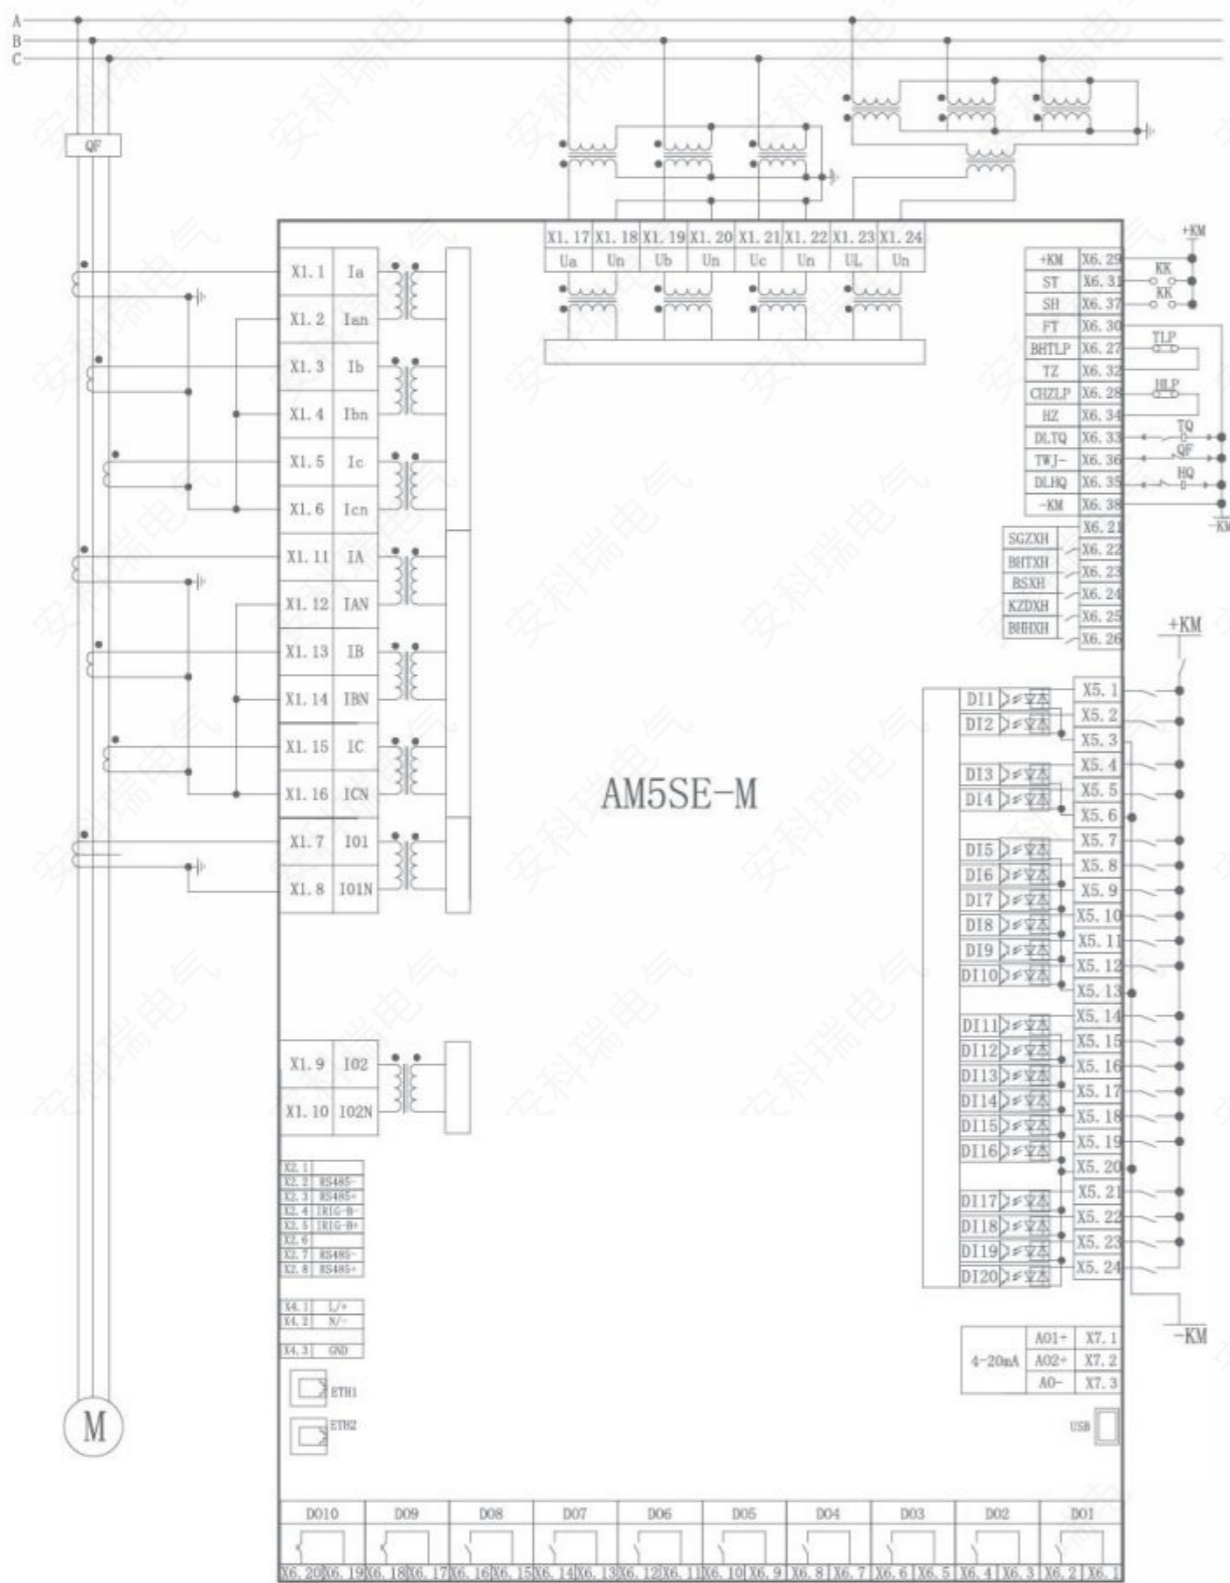 A
B
C
QF
X1.17 X1.18 X1.19 X1.20 X1.21 X1.22 X1.23 X1.24
Ua Un Ub Un Uc Un UL Un
X1.1 Ia
X1.2 Ian
X1.3 Ib
X1.4 Ibn
X1.5 Ic
X1.6 Icn
X1.11 IA
X1.12 IAN
X1.13 IB
X1.14 IBN
X1.15 IC
X1.16 ICN
X1.7 I01
X1.8 I01N
X1.9 I02
X1.10 I02N
X2.1
X2.2 RS485-
X2.3 RS485+
X2.4 IRIG-B-
X2.5 IRIG-B+
X2.6
X2.7 RS485-
X2.8 RS485+
X4.1 L/+
X4.2 N/-
X4.3 GND
ETH1
ETH2
M
AM5SE-M
+KM
+KM X6.29
KK
ST X6.31
KK
SH X6.37
FT X6.30
TLP
BHTLP X6.27
TZ X6.32
HLP
CHZLP X6.28
HZ X6.34
TQ
DLTQ X6.33
QF
TWJ- X6.36
HQ
DLHQ X6.35
-KM X6.38
-KM
X6.21
SGZXH
X6.22
BHTXH
X6.23
BSXH
X6.24
KZDXH
X6.25
BHHXH
X6.26
+KM
DI1 X5.1
DI2 X5.2
X5.3
X5.4
DI3 X5.5
DI4 X5.6
X5.7
DI5 X5.8
DI6 X5.9
DI7 X5.10
DI8 X5.11
DI9 X5.12
DI10 X5.13
X5.14
DI11 X5.15
DI12 X5.16
DI13 X5.17
DI14 X5.18
DI15 X5.19
DI16 X5.20
X5.21
DI17 X5.22
DI18 X5.23
DI19 X5.24
DI20
-KM
4-20mA
AO1+ X7.1
AO2+ X7.2
AO- X7.3
USB
DO10 DO9 DO8 DO7 DO6 DO5 DO4 DO3 DO2 DO1
X6.20 X6.19 X6.18 X6.17 X6.16 X6.15 X6.14 X6.13 X6.12 X6.11 X6.10 X6.9 X6.8 X6.7 X6.6 X6.5 X6.4 X6.3 X6.2 X6.1
安科瑞电气